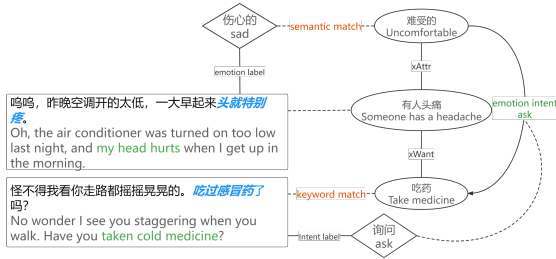 伤心的
sad
semantic match
难受的
Uncomfortable
emotion label
xAttr
呜呜，昨晚空调开的太低，一大早起来头就特别
疼。
Oh, the air conditioner was turned on too low
last night, and my head hurts when I get up in
the morning.
有人头痛
Someone has a headache
emotion intent
ask
xWant
怪不得我看你走路都摇摇晃晃的。吃过感冒药了
吗？
No wonder I see you staggering when you
walk. Have you taken cold medicine?
keyword match
吃药
Take medicine
Intent label
询问
ask